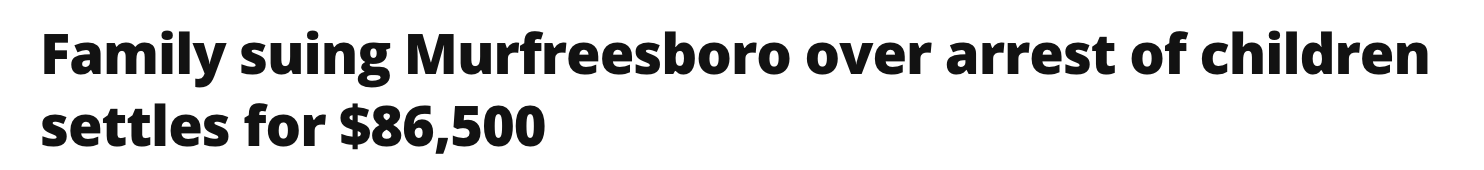 Family suing Murfreesboro over arrest of children
settles for $86,500